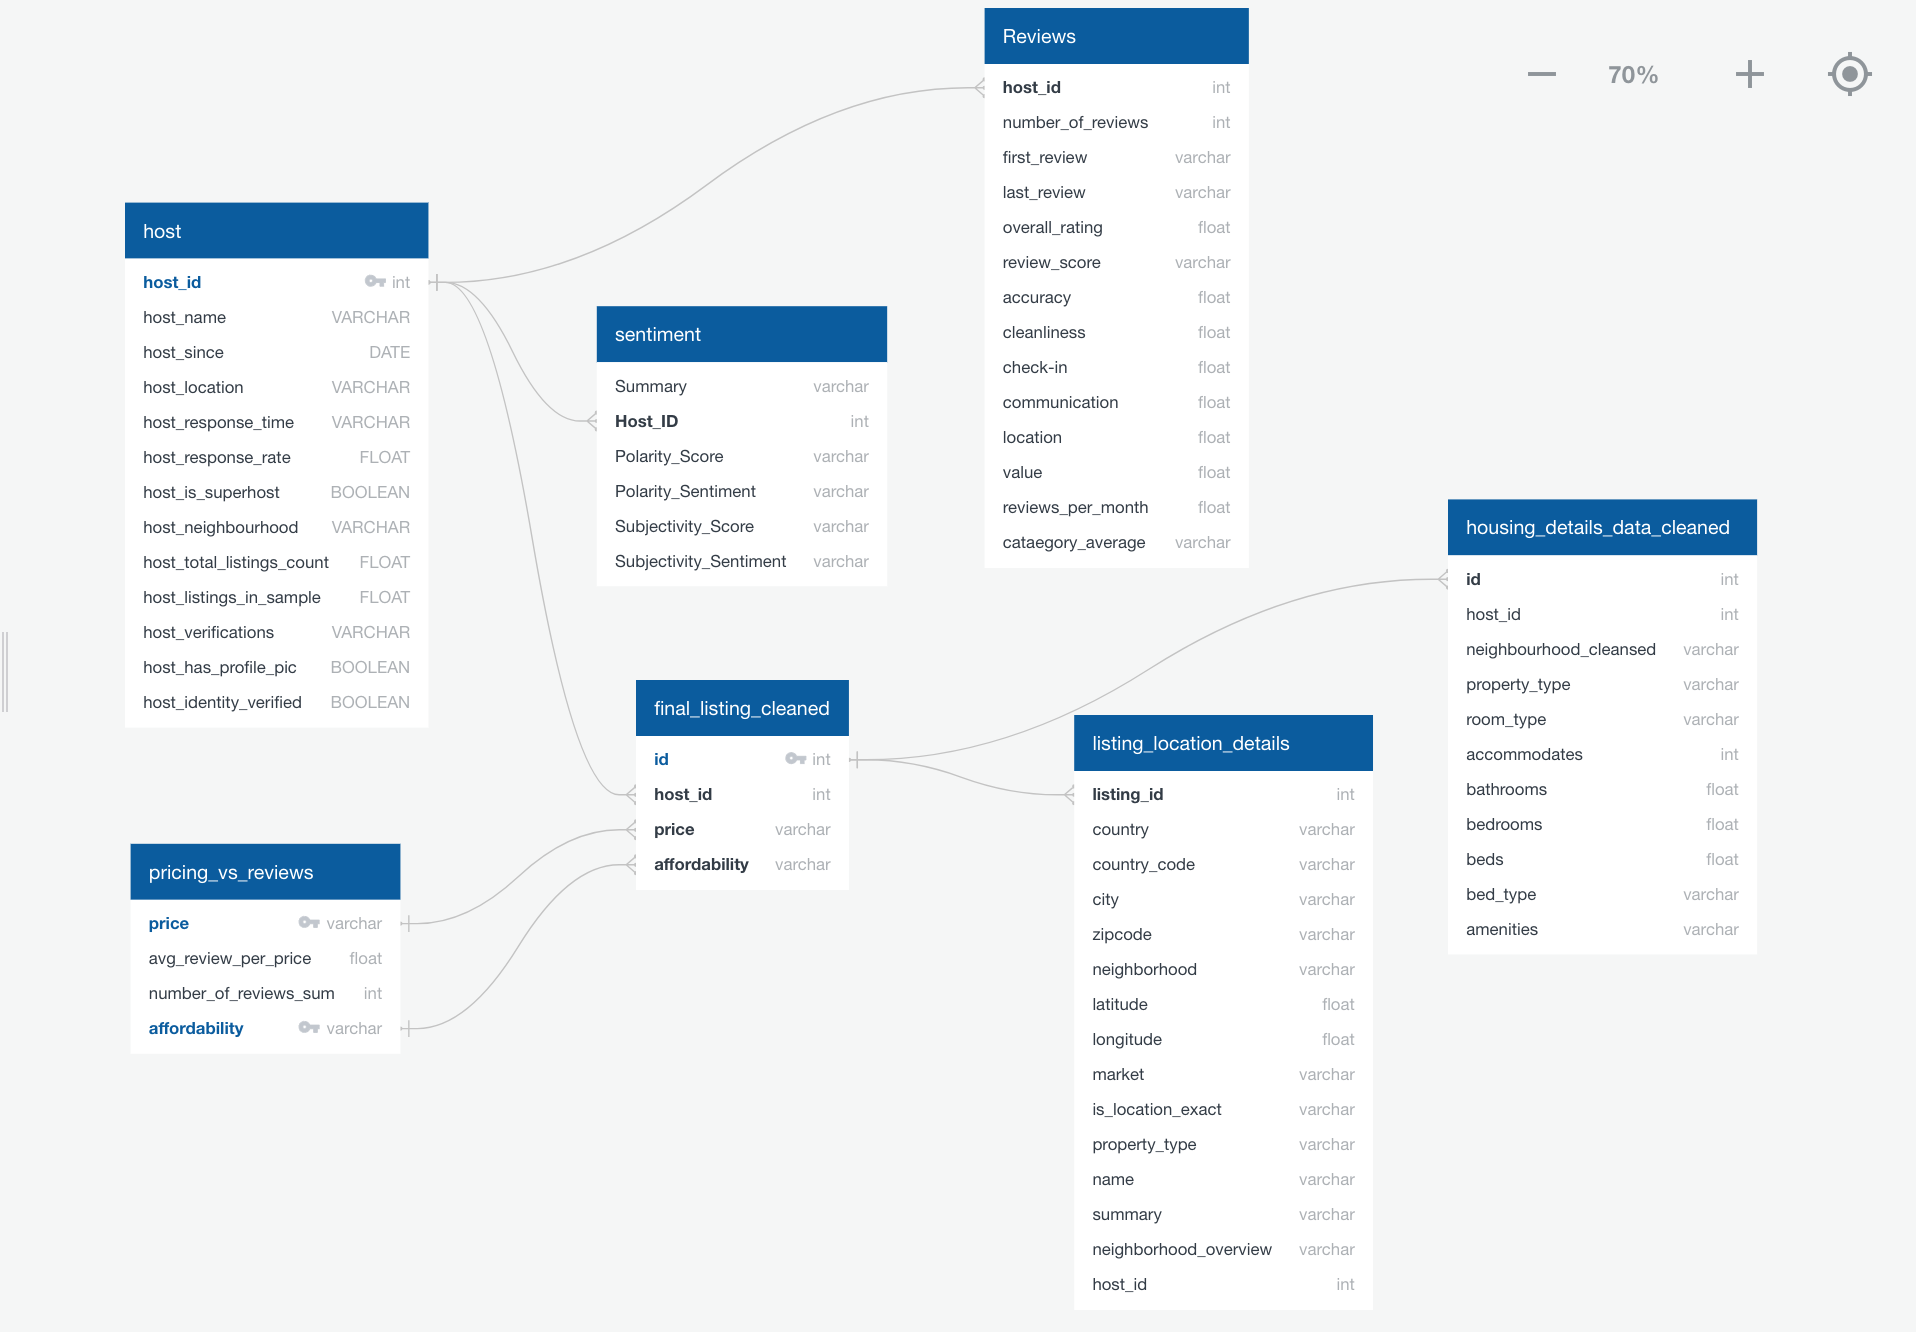 Reviews
host_id int
number_of_reviews int
first_review varchar
last_review varchar
overall_rating float
review_score varchar
accuracy float
cleanliness float
check-in float
communication float
location float
value float
reviews_per_month float
cataegory_average varchar
70%
host
host_id int
host_name VARCHAR
host_since DATE
host_location VARCHAR
host_response_time VARCHAR
host_response_rate FLOAT
host_is_superhost BOOLEAN
host_neighbourhood VARCHAR
host_total_listings_count FLOAT
host_listings_in_sample FLOAT
host_verifications VARCHAR
host_has_profile_pic BOOLEAN
host_identity_verified BOOLEAN
sentiment
Summary varchar
Host_ID int
Polarity_Score varchar
Polarity_Sentiment varchar
Subjectivity_Score varchar
Subjectivity_Sentiment varchar
housing_details_data_cleaned
id int
host_id int
neighbourhood_cleansed varchar
property_type varchar
room_type varchar
accommodates int
bathrooms float
bedrooms float
beds float
bed_type varchar
amenities varchar
final_listing_cleaned
id int
host_id int
price varchar
affordability varchar
listing_location_details
listing_id int
country varchar
country_code varchar
city varchar
zipcode varchar
neighborhood varchar
latitude float
longitude float
market varchar
is_location_exact varchar
property_type varchar
name varchar
summary varchar
neighborhood_overview varchar
host_id int
pricing_vs_reviews
price varchar
avg_review_per_price float
number_of_reviews_sum int
affordability varchar